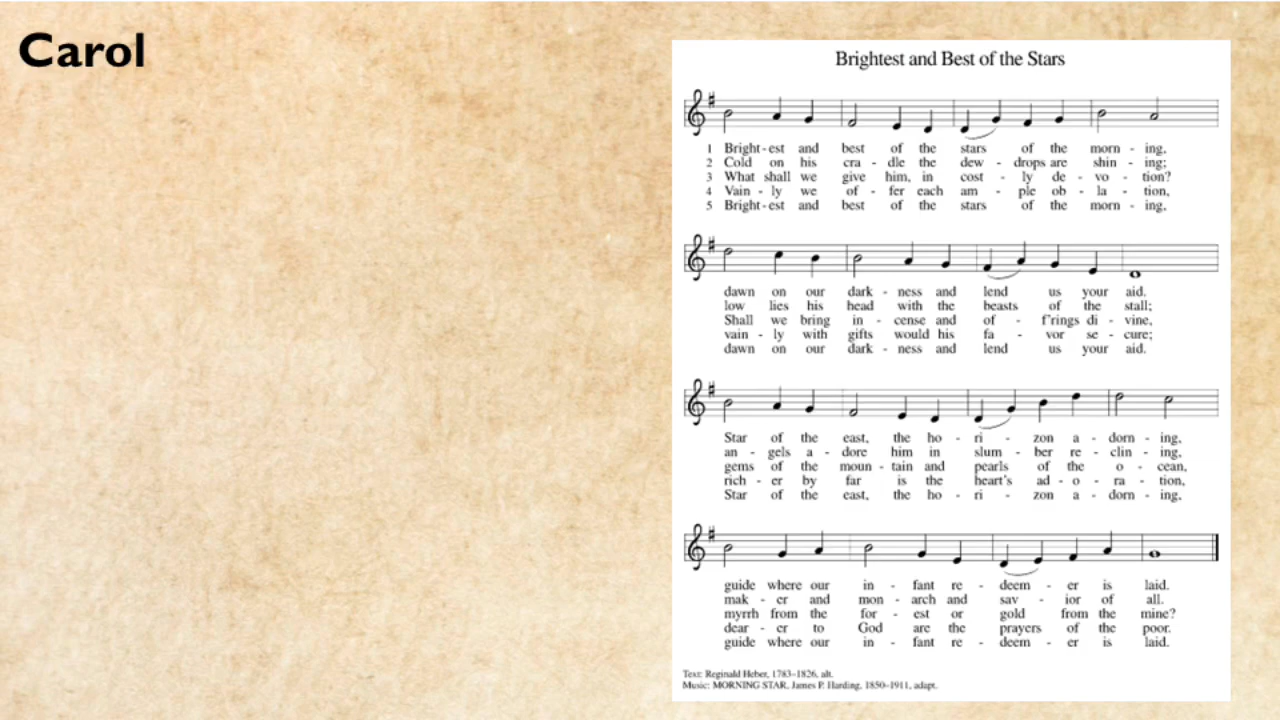 Carol
Brightest and Best of the Stars
1 Bright - est and best of the stars of the morn - ing,
2 Cold on his cra - dle the dew - drops are shin - ing;
3 What shall we give him, in cost - ly de - vo - tion?
4 Vain - ly we of - fer each am - ple ob - la - tion,
5 Bright - est and best of the stars of the morn - ing,
dawn on our dark - ness and lend us your aid.
low lies his head with the beasts of the stall;
Shall we bring in - cense and of - f'rings di - vine,
vain - ly with gifts would his fa - vor se - cure;
dawn on our dark - ness and lend us your aid.
Star of the east, the ho - ri - zon a - dorn - ing,
an - gels a - dore him in slum - ber re - clin - ing,
gems of the moun - tain and pearls of the o - cean,
rich - er by far is the heart's ad - o - ra - tion,
Star of the east, the ho - ri - zon a - dorn - ing,
guide where our in - fant re - deem - er is laid.
mak - er and mon - arch and sav - ior of all.
myrrh from the for - est or gold from the mine?
dear - er to God are the prayers of the poor.
guide where our in - fant re - deem - er is laid.
Text: Reginald Heber, 1783–1826, alt.
Music: MORNING STAR, James P. Harding, 1850–1911, adapt.